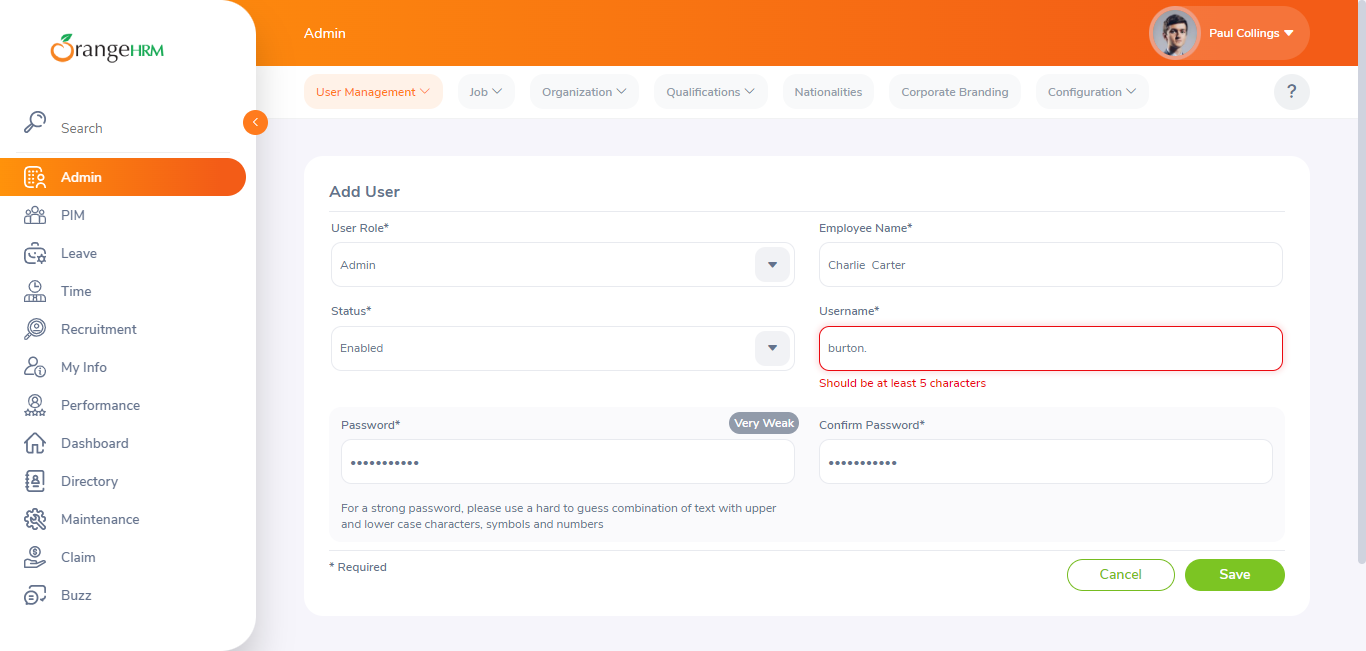 OrangeHRM
Search
Admin
PIM
Leave
Time
Recruitment
My Info
Performance
Dashboard
Directory
Maintenance
Claim
Buzz
Admin
Paul Collings
User Management
Job
Organization
Qualifications
Nationalities
Corporate Branding
Configuration
?
Add User
User Role*
Admin
Employee Name*
Charlie  Carter
Status*
Enabled
Username*
burton.
Should be at least 5 characters
Password*
Very Weak
•••••••••••
Confirm Password*
•••••••••••
For a strong password, please use a hard to guess combination of text with upper
and lower case characters, symbols and numbers
* Required
Cancel
Save